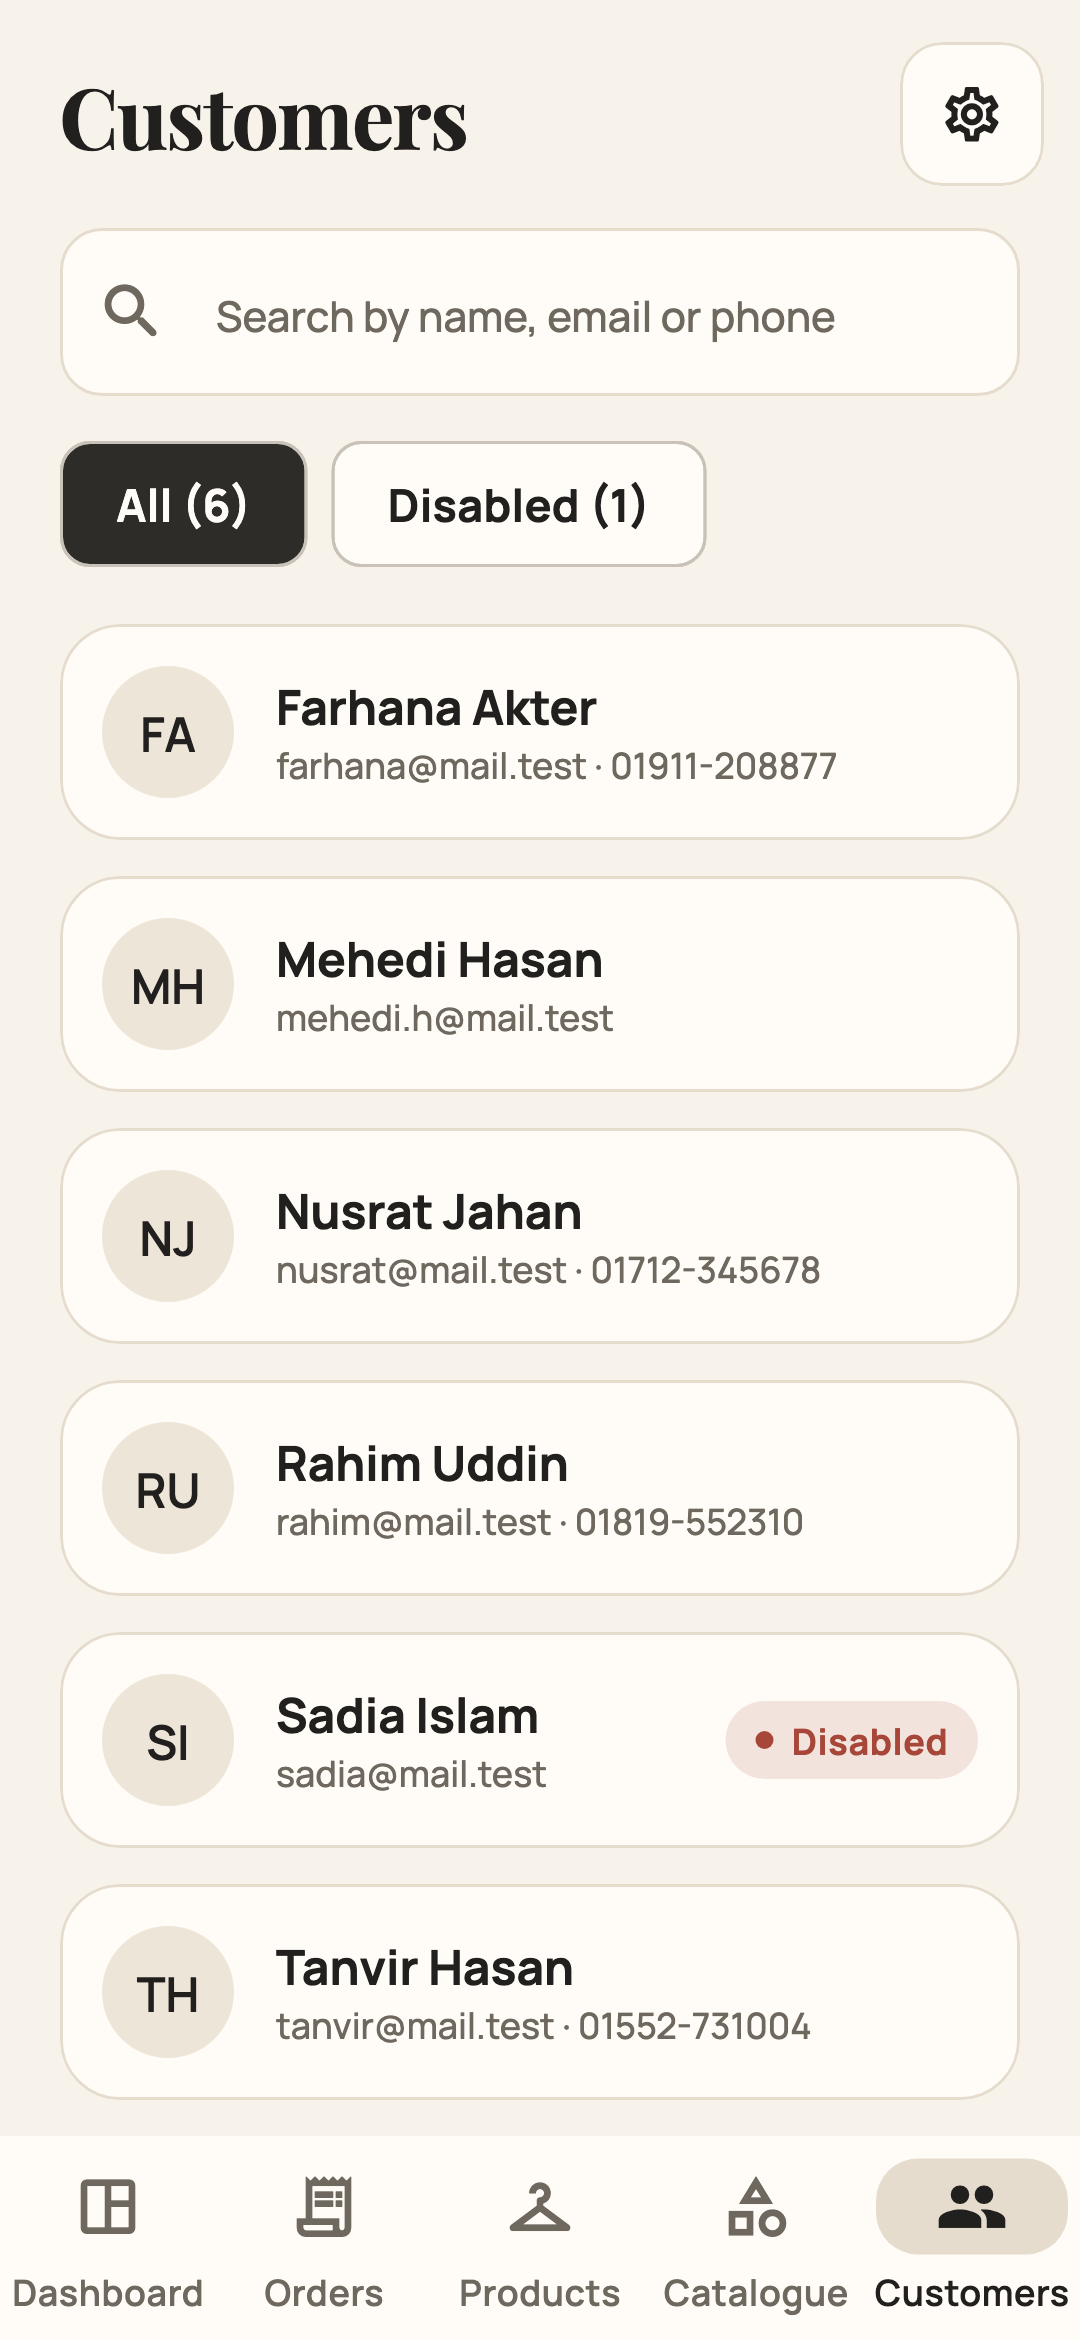 Customers
Search by name, email or phone
All (6)
Disabled (1)
FA
Farhana Akter
farhana@mail.test · 01911-208877
MH
Mehedi Hasan
mehedi.h@mail.test
NJ
Nusrat Jahan
nusrat@mail.test · 01712-345678
RU
Rahim Uddin
rahim@mail.test · 01819-552310
SI
Sadia Islam
sadia@mail.test
Disabled
TH
Tanvir Hasan
tanvir@mail.test · 01552-731004
Dashboard
Orders
Products
Catalogue
Customers